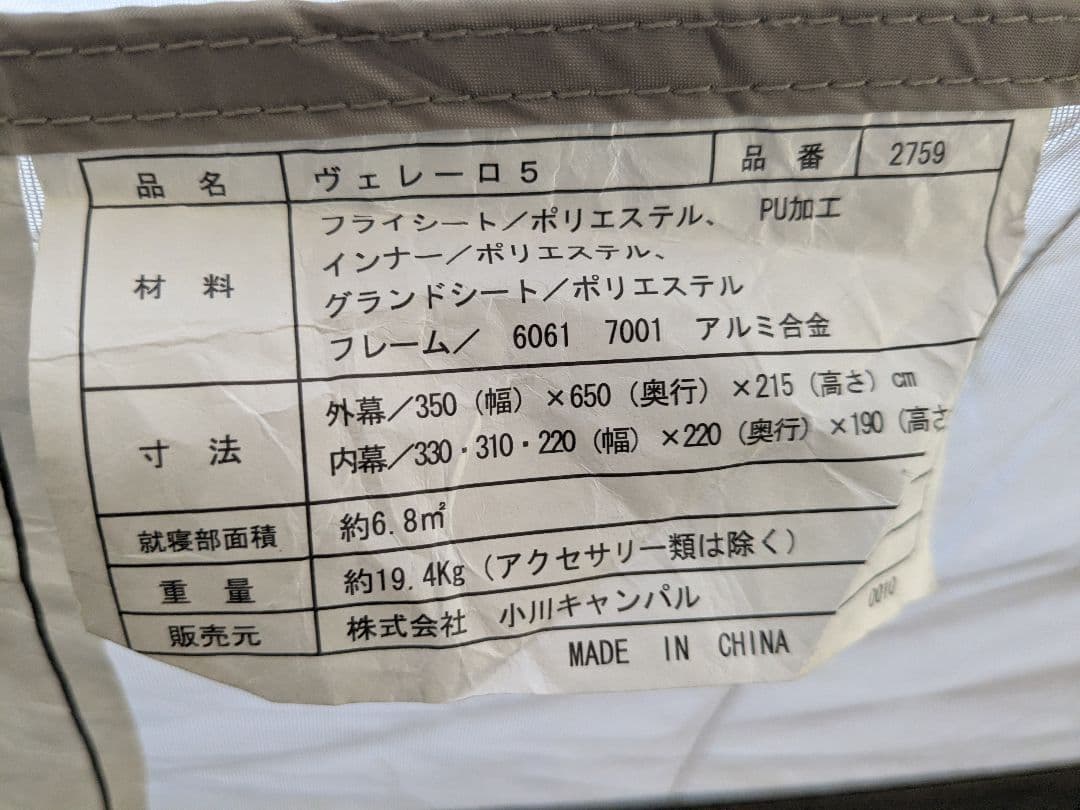 品名 ヴェレーロ5 品番 2759
材料 フライシート／ポリエステル、 PU加工
インナー／ポリエステル、
グランドシート／ポリエステル
フレーム／ 6061 7001 アルミ合金
寸法 外幕／350（幅）×650（奥行）×215（高さ）cm
内幕／330・310・220（幅）×220（奥行）×190（高さ
就寝部面積 約6.8㎡
重量 約19.4Kg（アクセサリー類は除く）
販売元 株式会社 小川キャンパル
MADE IN CHINA